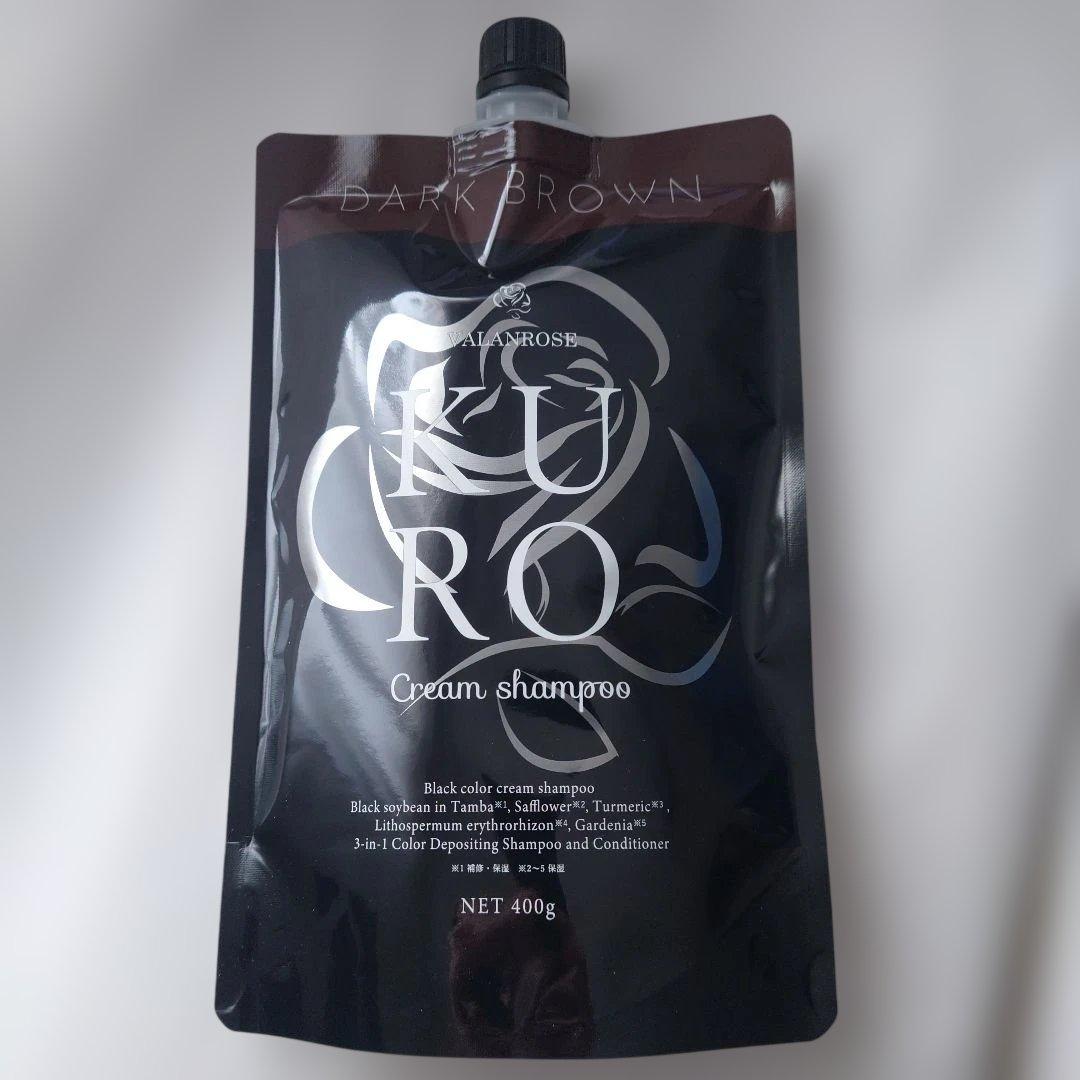 DARK BROWN
VALANROSE
KU
RO
Cream shampoo
Black color cream shampoo
Black soybean in Tamba※1, Safflower※2, Turmeric※3,
Lithospermum erythrorhizon※4, Gardenia※5
3-in-1 Color Depositing Shampoo and Conditioner
※1 補修・保湿 ※2~5 保湿
NET 400g